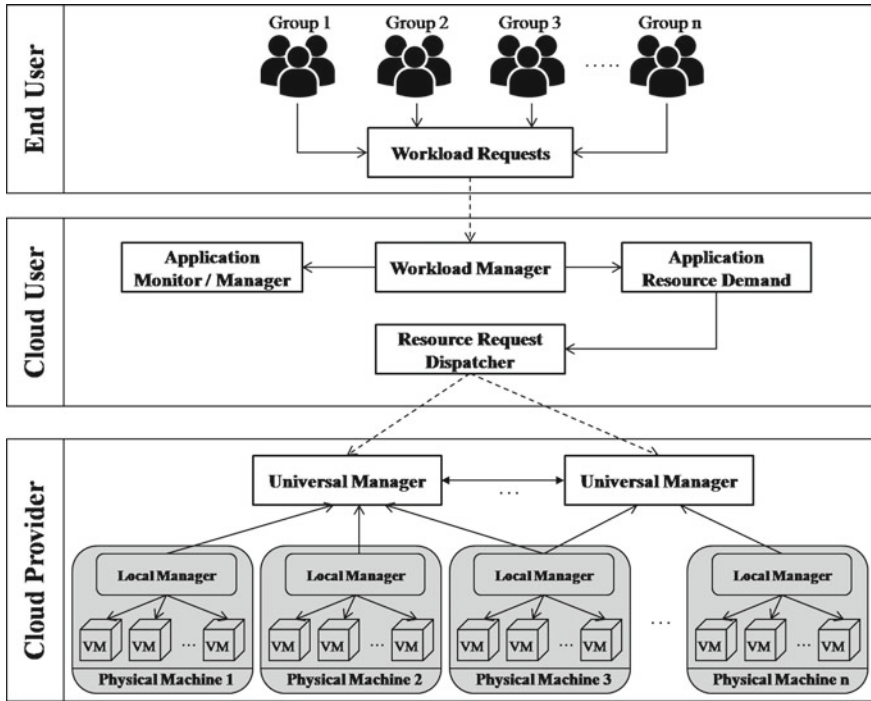 End User
Group 1
Group 2
Group 3
.....
Group n
Workload Requests
Cloud User
Application
Monitor / Manager
Workload Manager
Application
Resource Demand
Resource Request
Dispatcher
Cloud Provider
Universal Manager
...
Universal Manager
Local Manager
VM
VM
...
VM
Physical Machine 1
Local Manager
VM
VM
...
VM
Physical Machine 2
Local Manager
VM
VM
...
VM
Physical Machine 3
...
Local Manager
VM
VM
...
VM
Physical Machine n